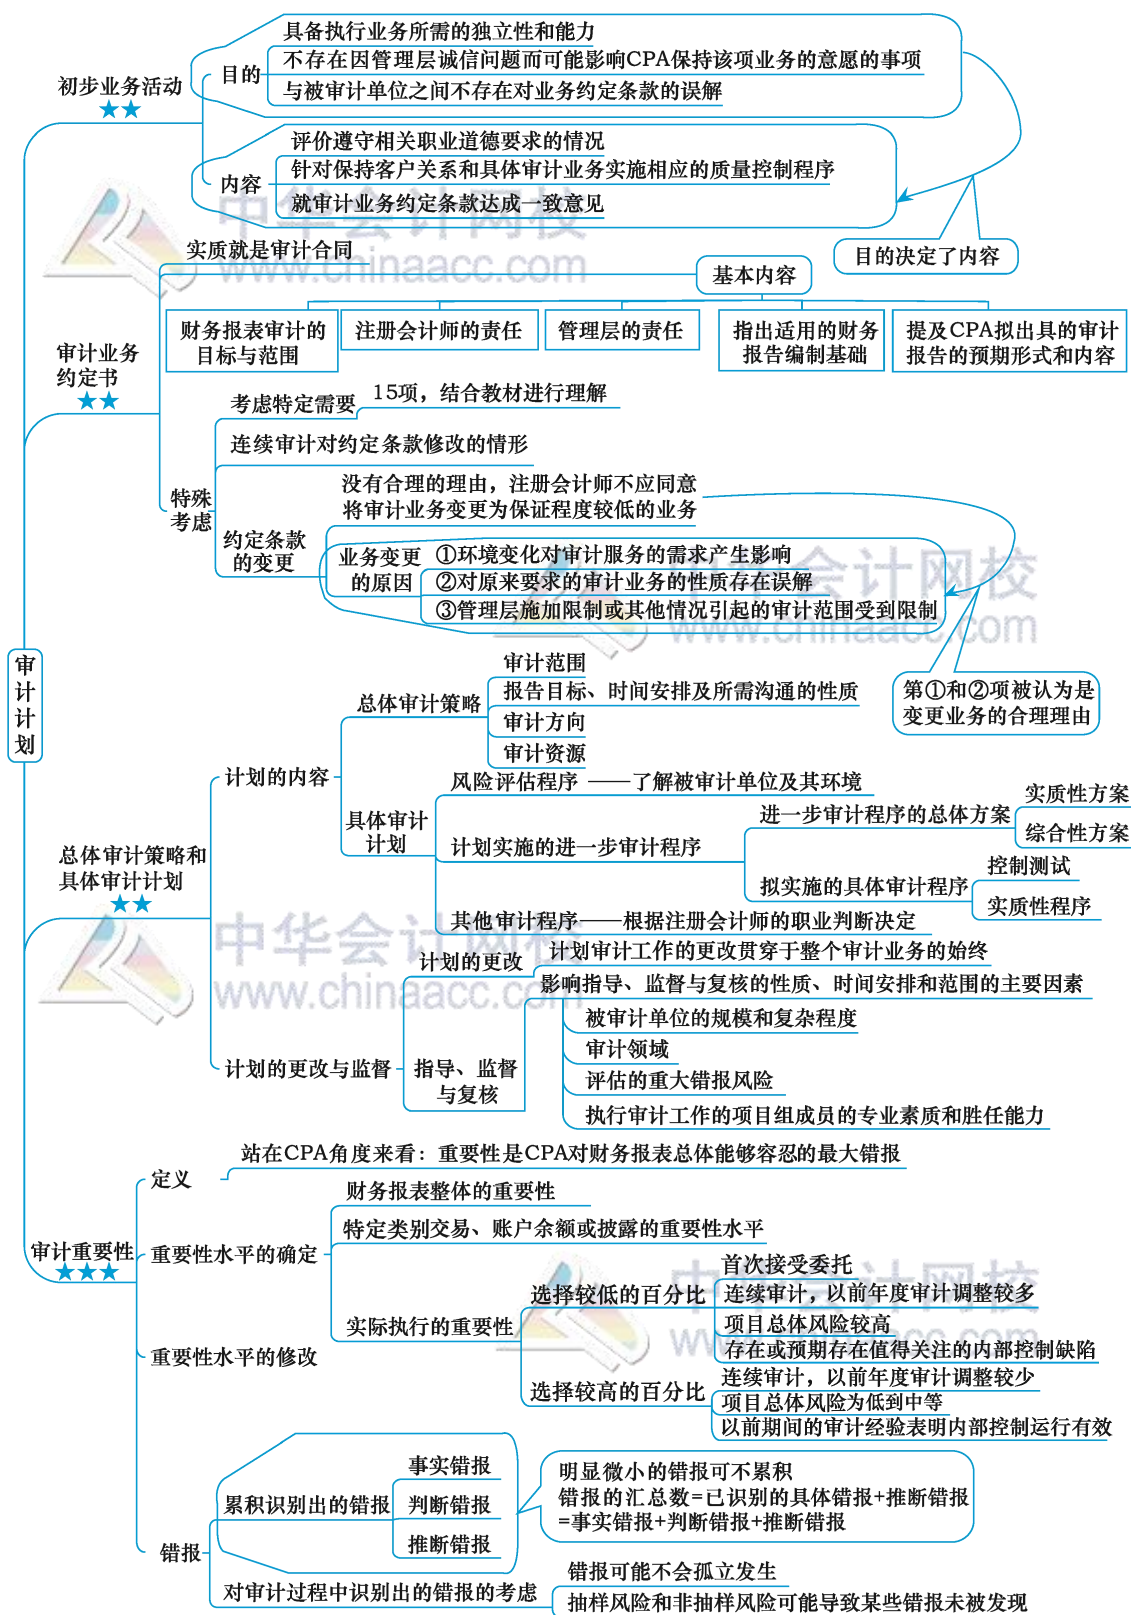 具备执行业务所需的独立性和能力
不存在因管理层诚信问题而可能影响CPA保持该项业务的意愿的事项
目的
初步业务活动
与被审计单位之间不存在对业务约定条款的误解
★★
评价遵守相关职业道德要求的情况
针对保持客户关系和具体审计业务实施相应的质量控制程序
内容
就审计业务约定条款达成一致意见
中华会计网校
www.chinaacc.com
目的决定了内容
实质就是审计合同
基本内容
财务报表审计的
目标与范围
注册会计师的责任
管理层的责任
指出适用的财务
报告编制基础
提及CPA拟出具的审计
报告的预期形式和内容
审计业务
约定书
★★
考虑特定需要
15项，结合教材进行理解
连续审计对约定条款修改的情形
特殊
考虑
没有合理的理由，注册会计师不应同意
将审计业务变更为保证程度较低的业务
约定条款
的变更
业务变更
的原因
①环境变化对审计服务的需求产生影响
②对原来要求的审计业务的性质存在误解
③管理层施加限制或其他情况引起的审计范围受到限制
中华会计网校
www.chinaacc.com
第①和②项被认为是
变更业务的合理理由
审
计
计
划
审计范围
总体审计策略
报告目标、时间安排及所需沟通的性质
审计方向
审计资源
计划的内容
风险评估程序 ——了解被审计单位及其环境
具体审计
计划
计划实施的进一步审计程序
进一步审计程序的总体方案
实质性方案
综合性方案
拟实施的具体审计程序
控制测试
实质性程序
其他审计程序——根据注册会计师的职业判断决定
总体审计策略和
具体审计计划
★★
中华会计网校
www.chinaacc.com
计划的更改
计划审计工作的更改贯穿于整个审计业务的始终
影响指导、监督与复核的性质、时间安排和范围的主要因素
被审计单位的规模和复杂程度
审计领域
计划的更改与监督
指导、监督
与复核
评估的重大错报风险
执行审计工作的项目组成员的专业素质和胜任能力
站在CPA角度来看：重要性是CPA对财务报表总体能够容忍的最大错报
定义
财务报表整体的重要性
特定类别交易、账户余额或披露的重要性水平
审计重要性
★★★
重要性水平的确定
实际执行的重要性
选择较低的百分比
首次接受委托
连续审计，以前年度审计调整较多
项目总体风险较高
存在或预期存在值得关注的内部控制缺陷
中华会计网校
www.chinaacc.com
选择较高的百分比
连续审计，以前年度审计调整较少
项目总体风险为低到中等
以前期间的审计经验表明内部控制运行有效
重要性水平的修改
事实错报
累积识别出的错报
判断错报
推断错报
明显微小的错报可不累积
错报的汇总数=已识别的具体错报+推断错报
=事实错报+判断错报+推断错报
错报
对审计过程中识别出的错报的考虑
错报可能不会孤立发生
抽样风险和非抽样风险可能导致某些错报未被发现